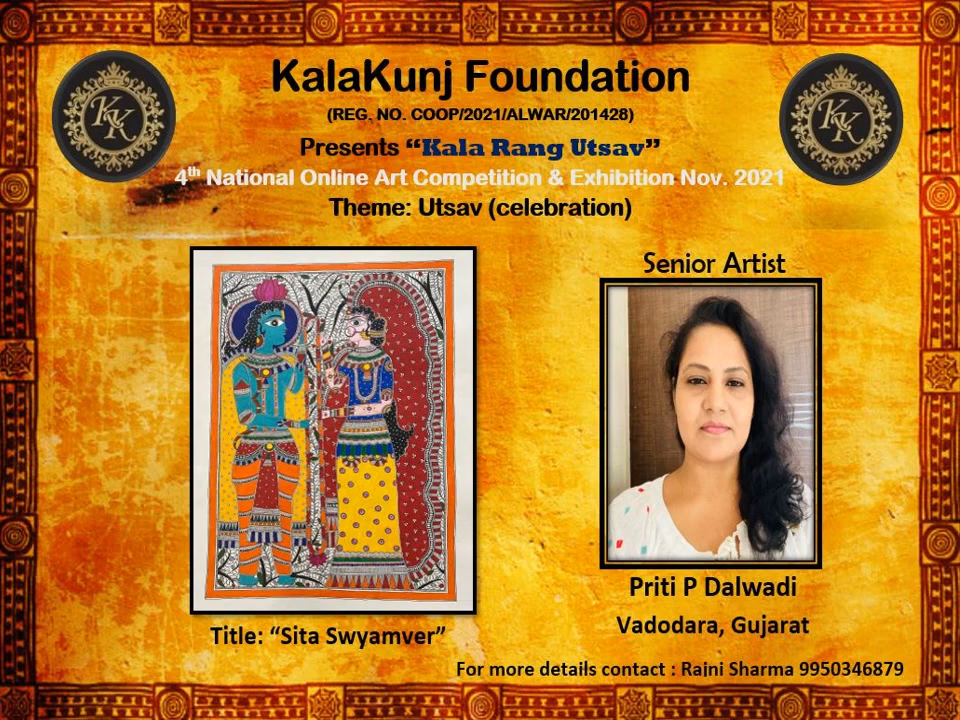 KalaKunj Foundation
(REG. NO. COOP/2021/ALWAR/201428)
Presents “Kala Rang Utsav”
4th National Online Art Competition & Exhibition Nov. 2021
Theme: Utsav (celebration)
KK
KK
Senior Artist
Priti P Dalwadi
Vadodara, Gujarat
Title: “Sita Swyamver”
For more details contact : Rajni Sharma 9950346879